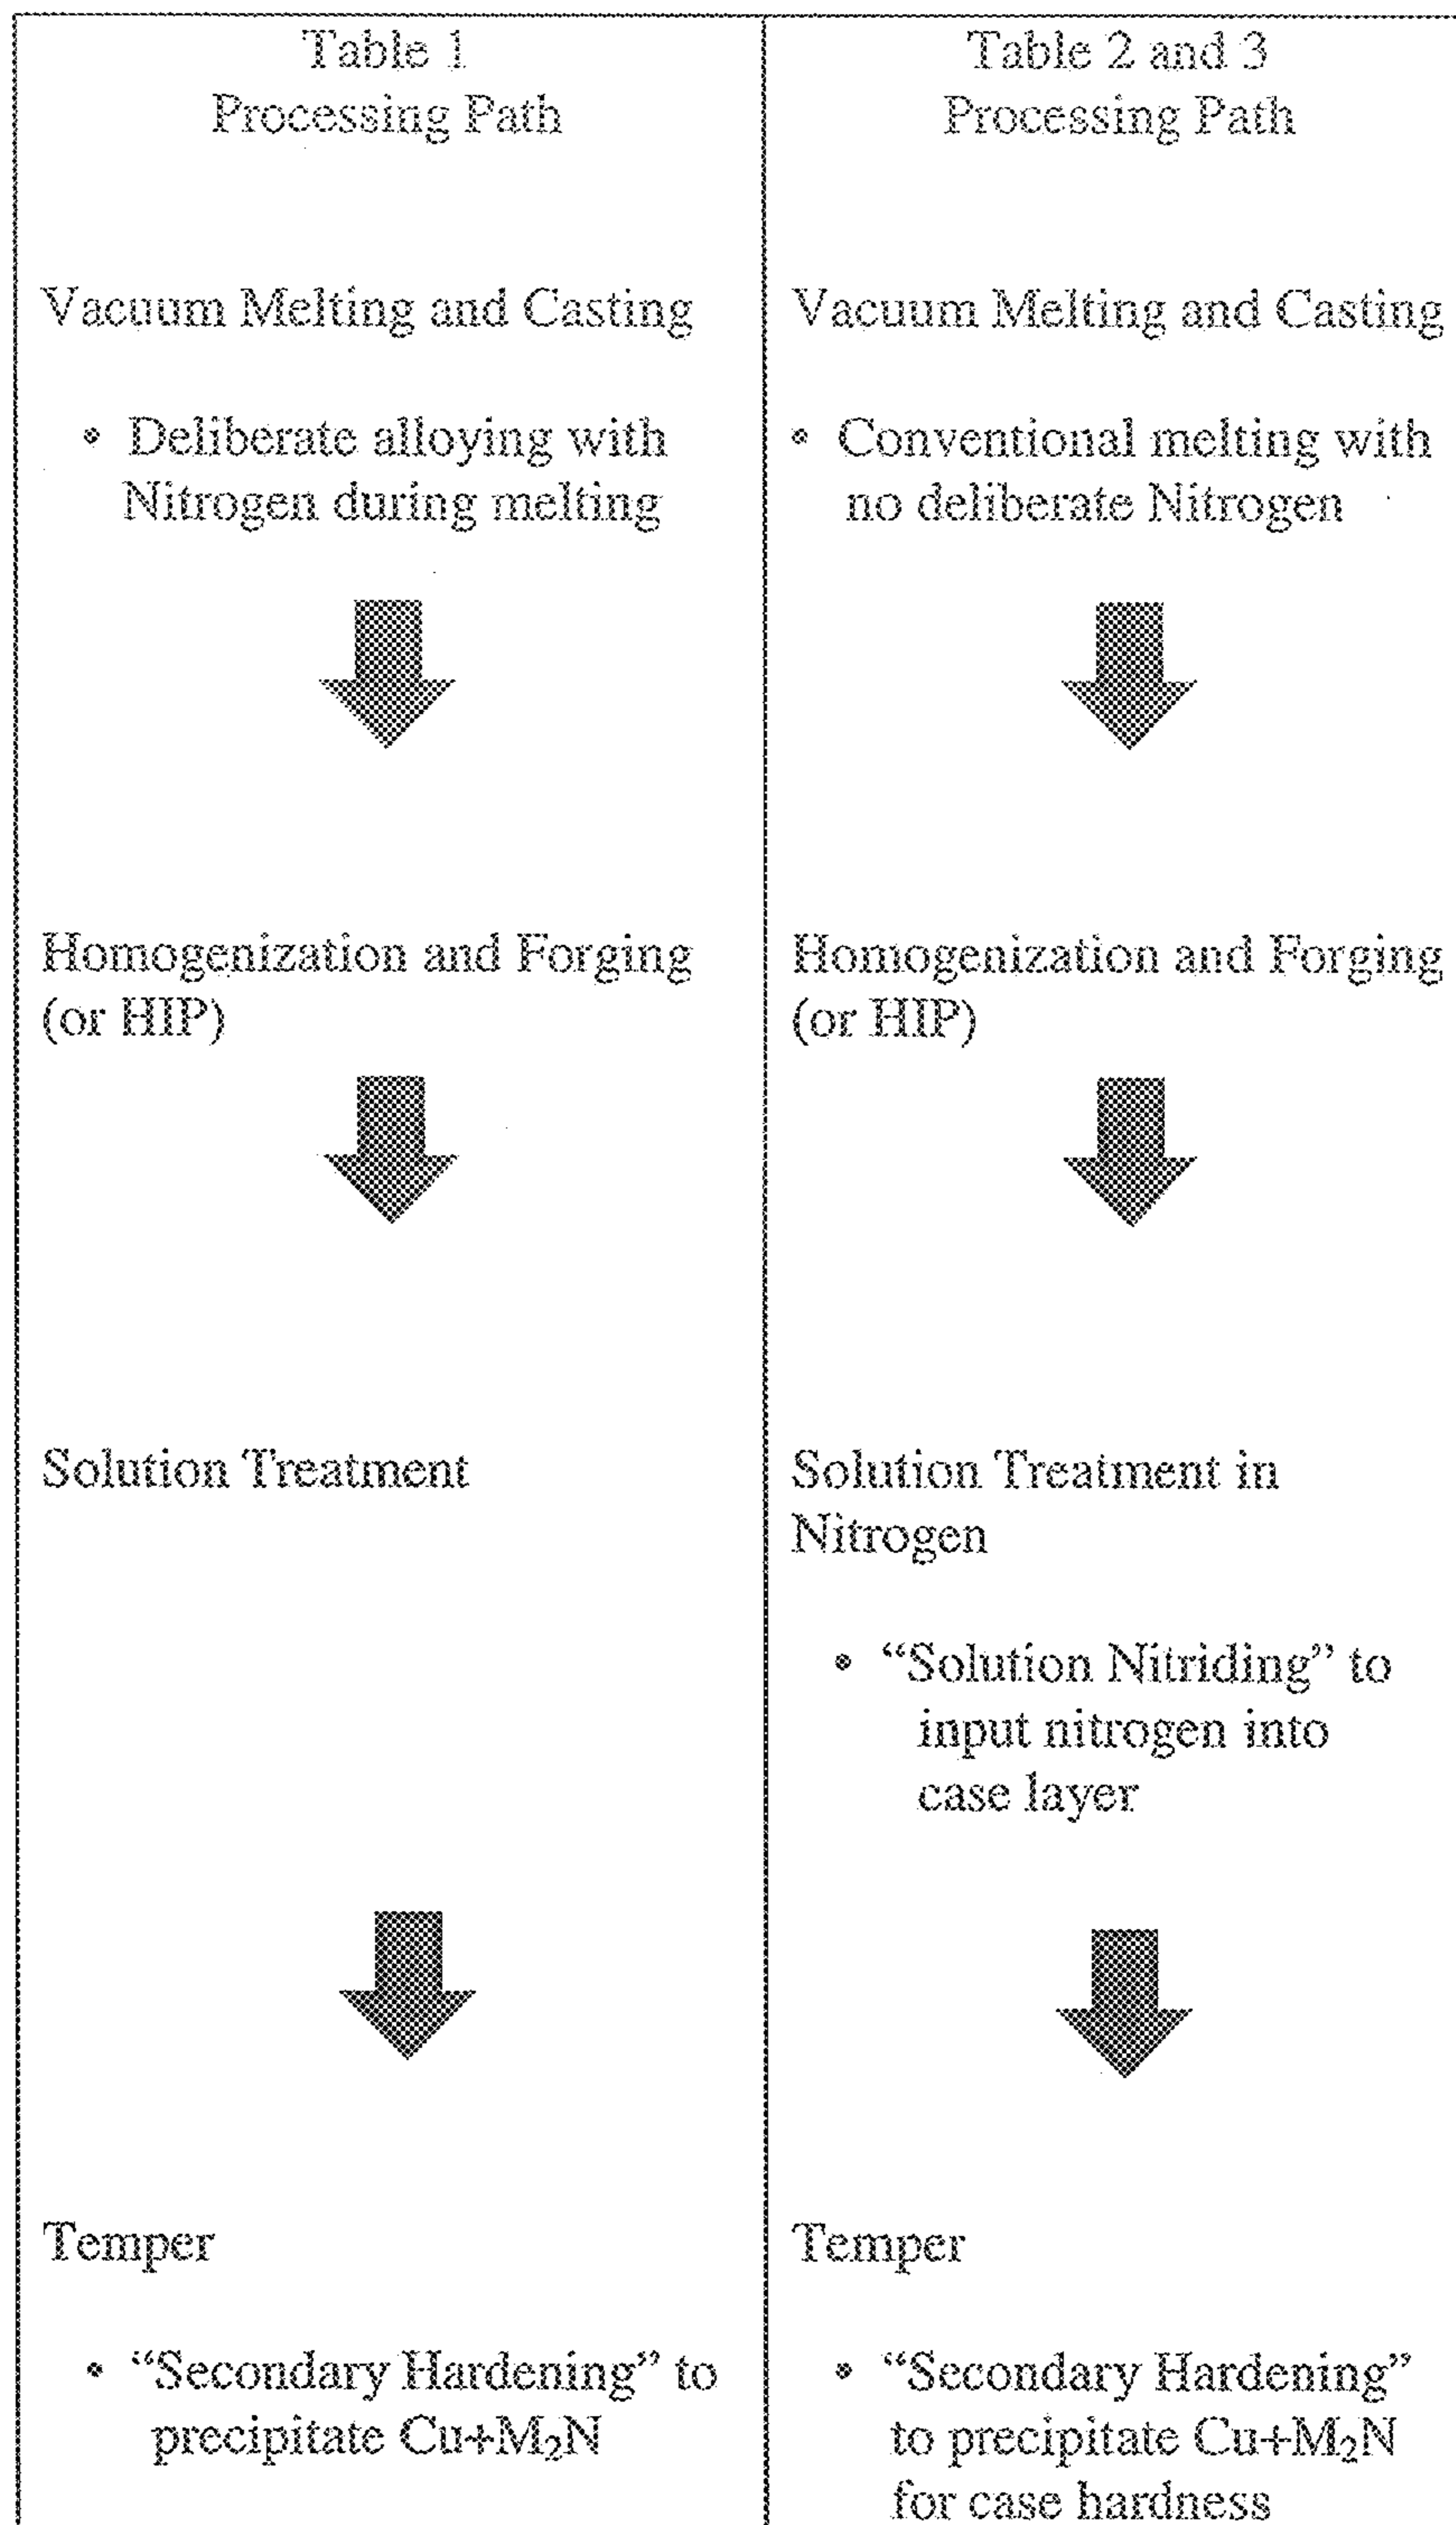 Table 1
Processing Path
Vacuum Melting and Casting
• Deliberate alloying with
Nitrogen during melting
Homogenization and Forging
(or HIP)
Solution Treatment
Temper
• “Secondary Hardening” to
precipitate Cu+M₂N
Table 2 and 3
Processing Path
Vacuum Melting and Casting
• Conventional melting with
no deliberate Nitrogen
Homogenization and Forging
(or HIP)
Solution Treatment in
Nitrogen
• “Solution Nitriding” to
input nitrogen into
case layer
Temper
• “Secondary Hardening”
to precipitate Cu+M₂N
for case hardness